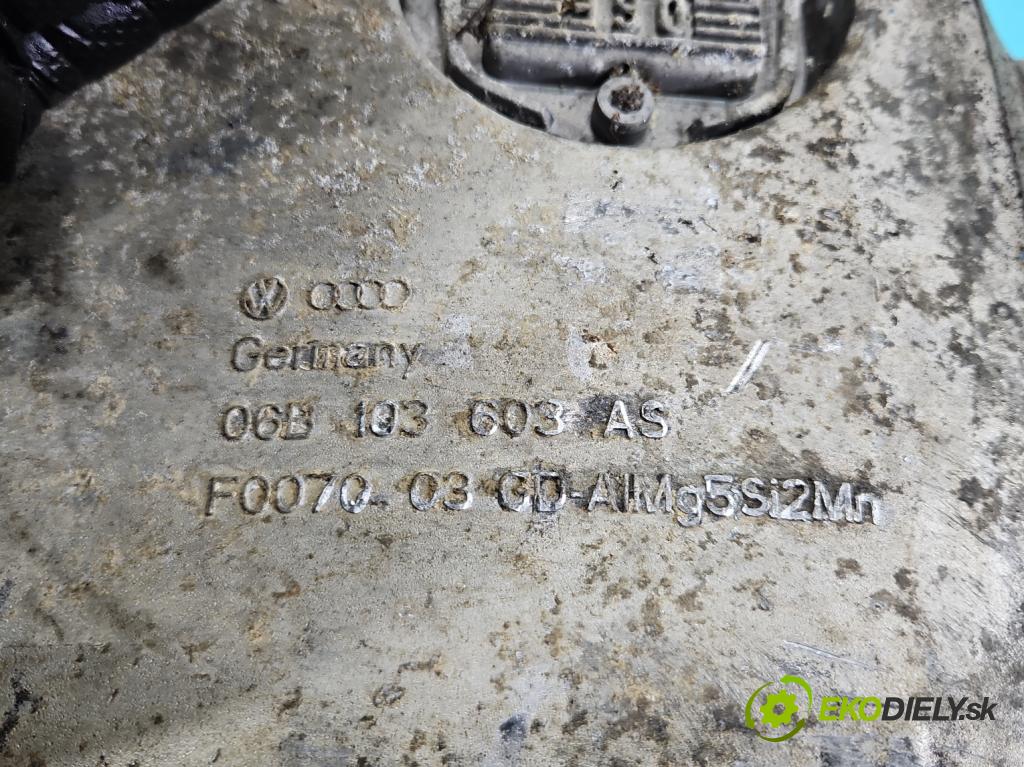 Germany
06B 103 603 AS
F0070 03 GD-AlMg5Si2Mn
EKODIELY.sk